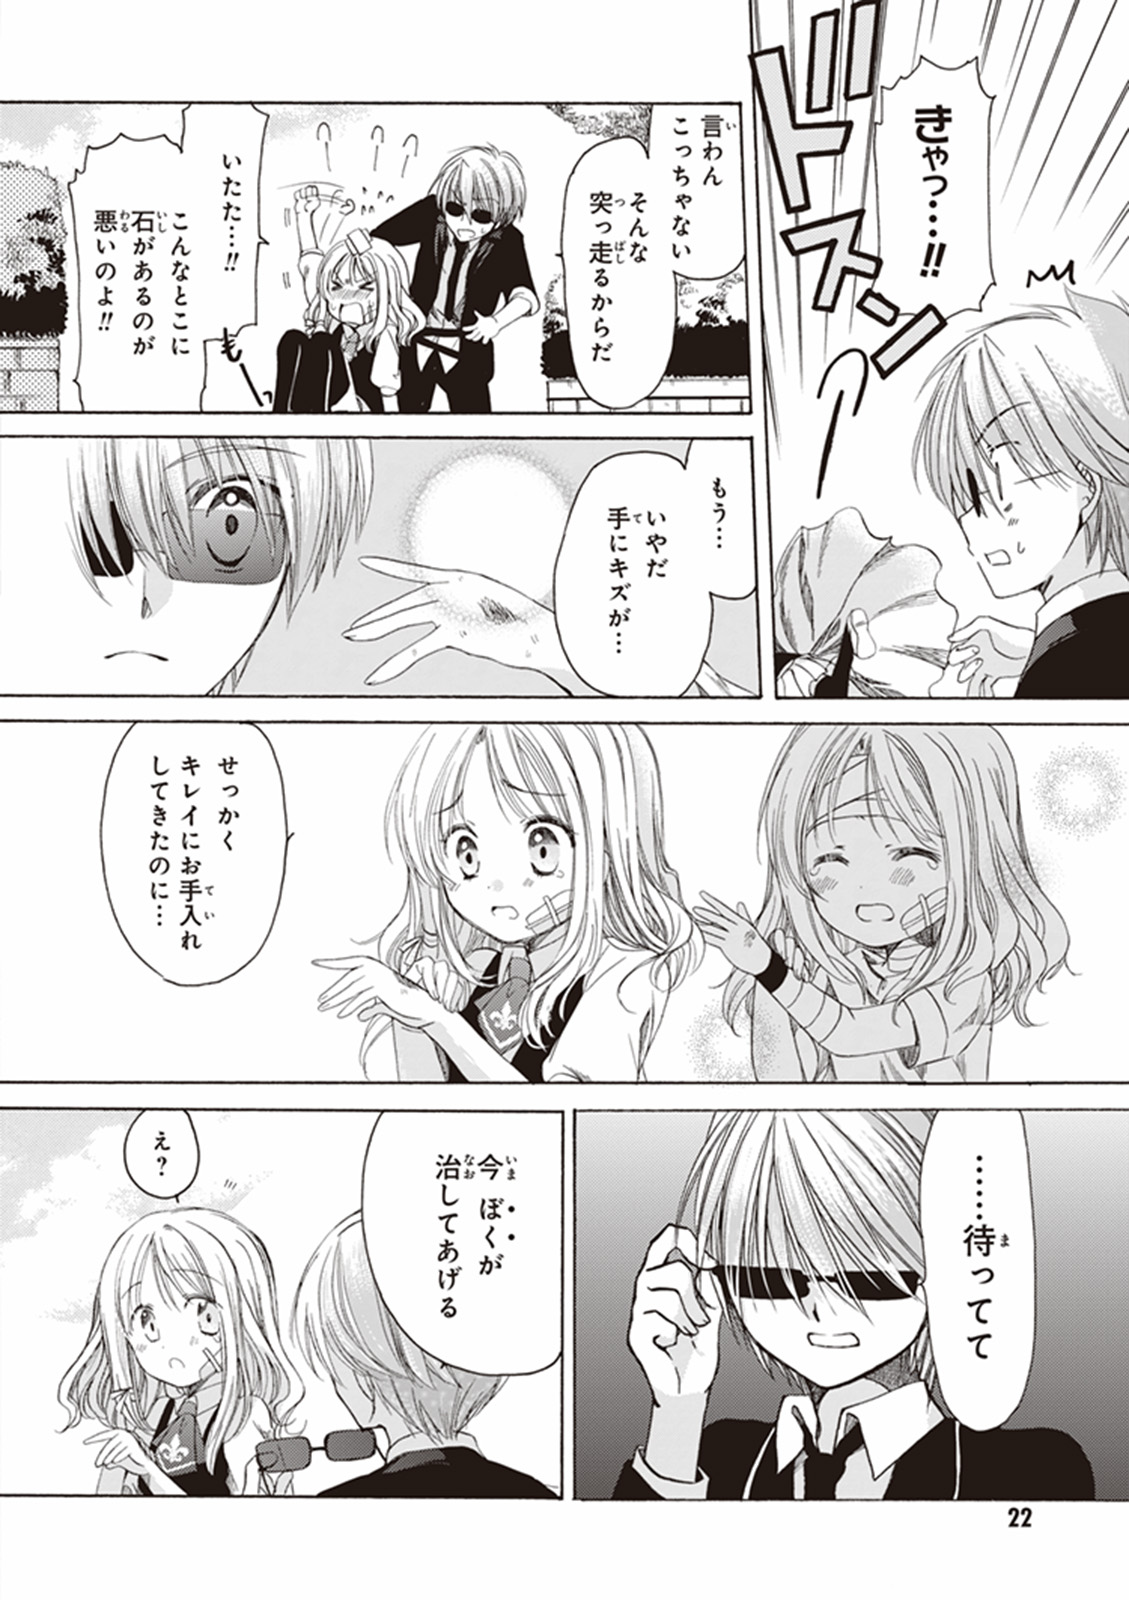 きゃっ…!!
ドドスンッ
言わん
こっちゃない
そんな
突っ走るからだ
いたた…!!
こんなとこに
石があるのが
悪いのよ!!
もう…
いやだ
手にキズが…
せっかく
キレイにお手入れ
してきたのに…
……待ってて
今ぼくが
治してあげる
え?
22